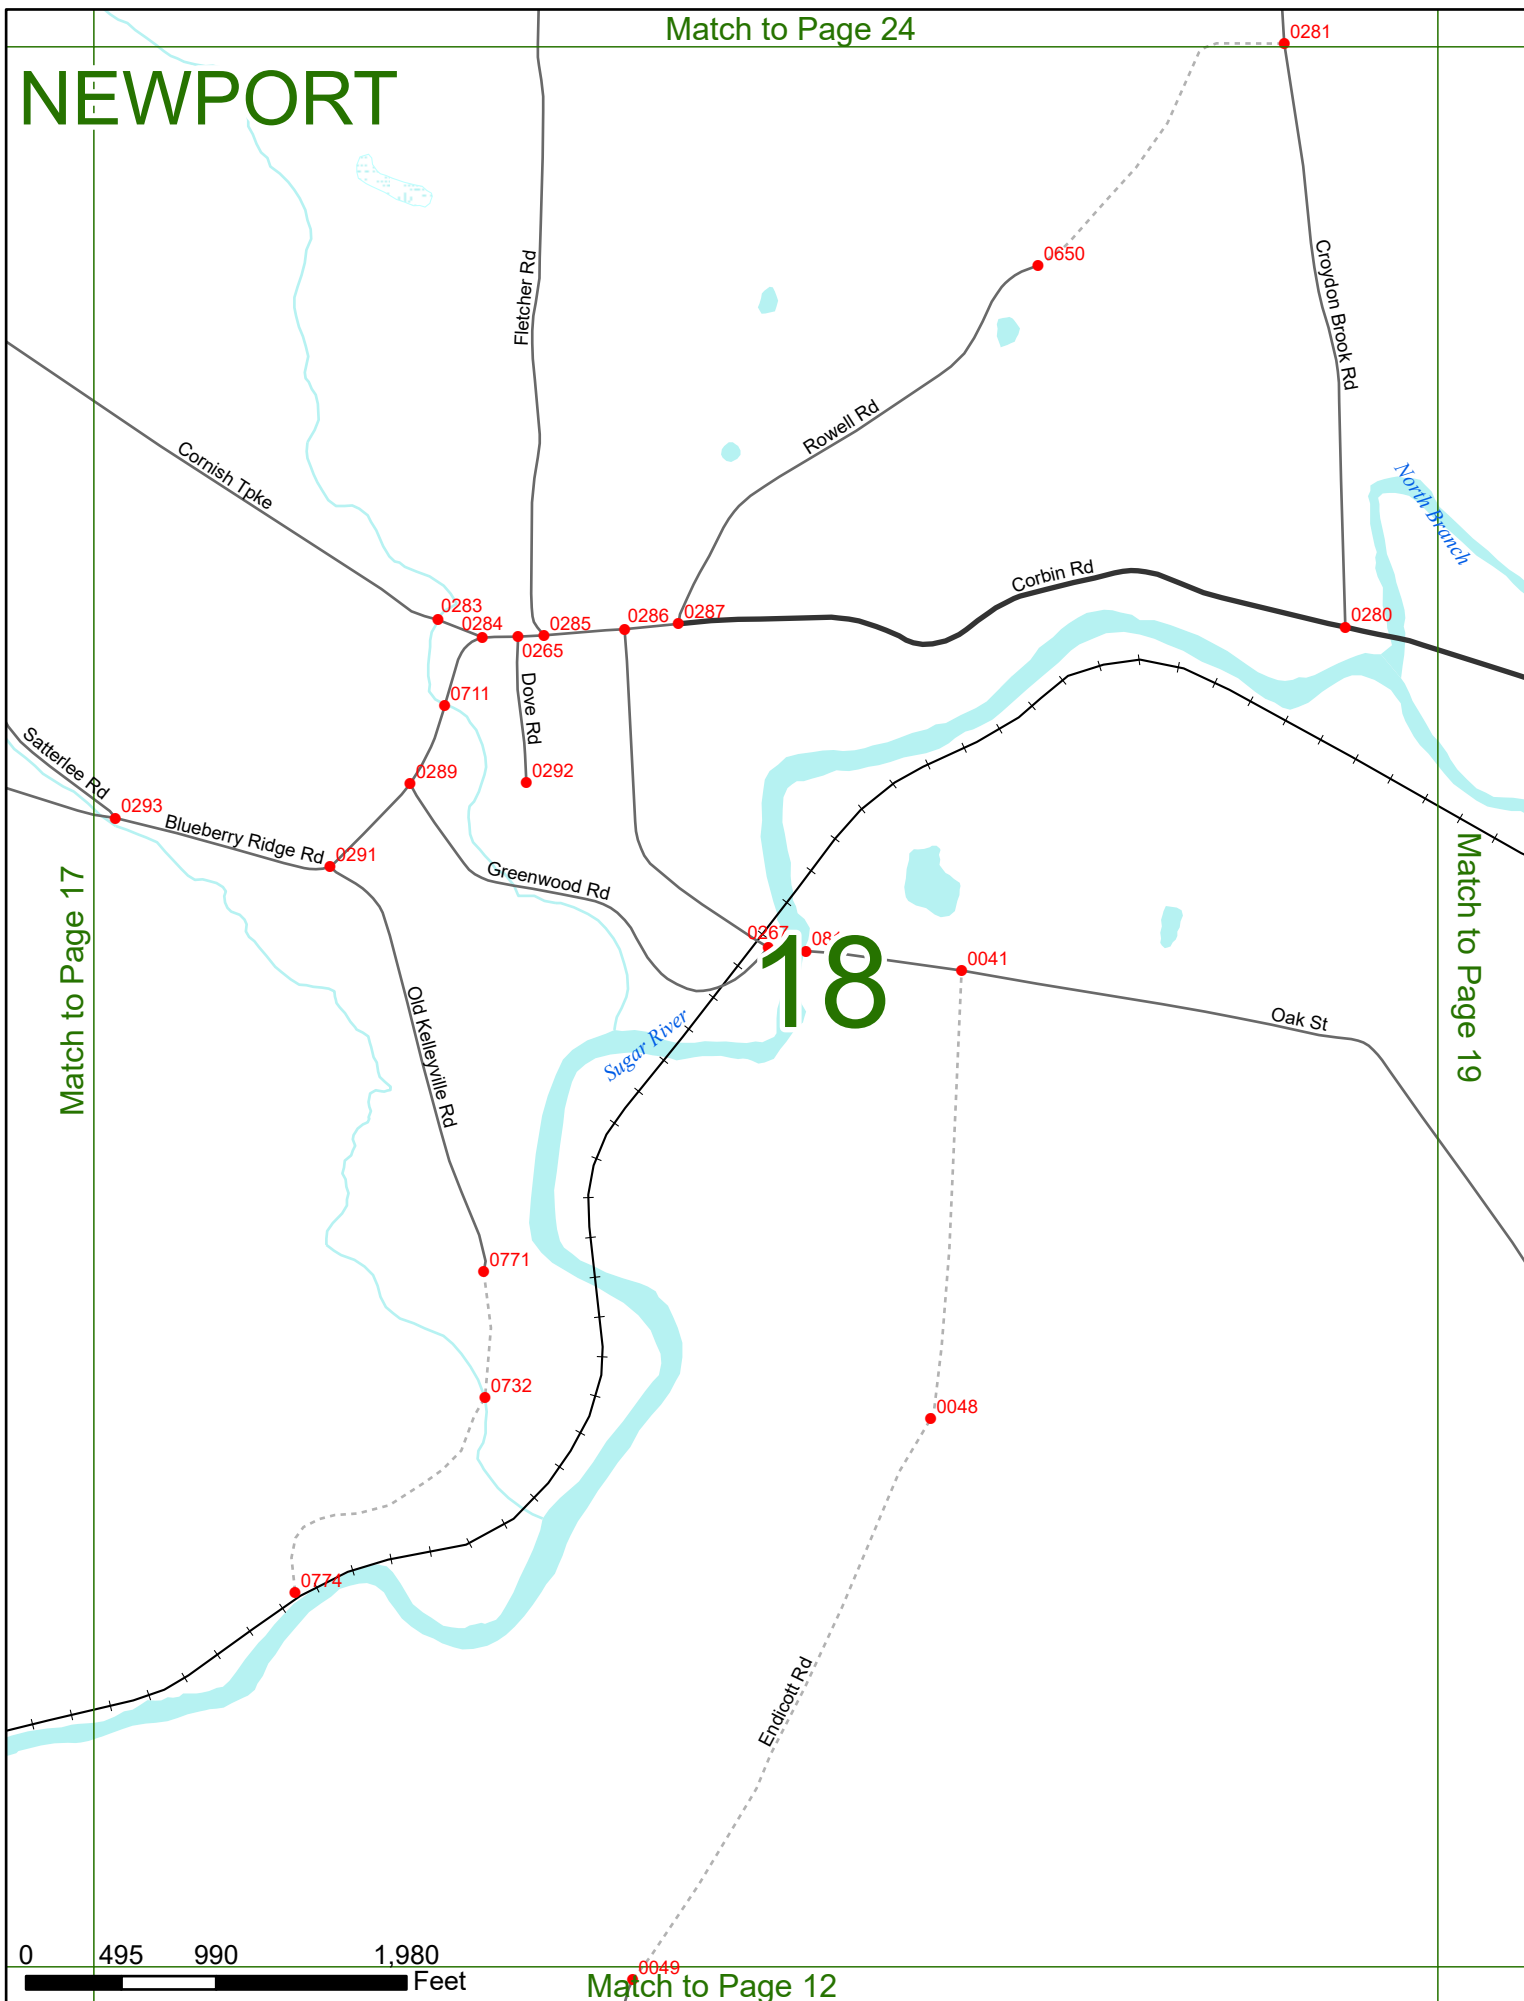 Match to Page 24
0281
NEWPORT
Fletcher Rd
0650
Croydon Brook Rd
Rowell Rd
Cornish Tpke
North Branch
Corbin Rd
0283
0284
0285
0286
0287
0280
0265
0711
Dove Rd
Satterlee Rd
0289
0292
0293
Blueberry Ridge Rd
0291
Greenwood Rd
Match to Page 17
Match to Page 19
0267
18
0041
Old Kelleyville Rd
Sugar River
Oak St
0771
0732
0048
0774
Endicott Rd
0049
0 495 990 1,980
Feet
Match to Page 12